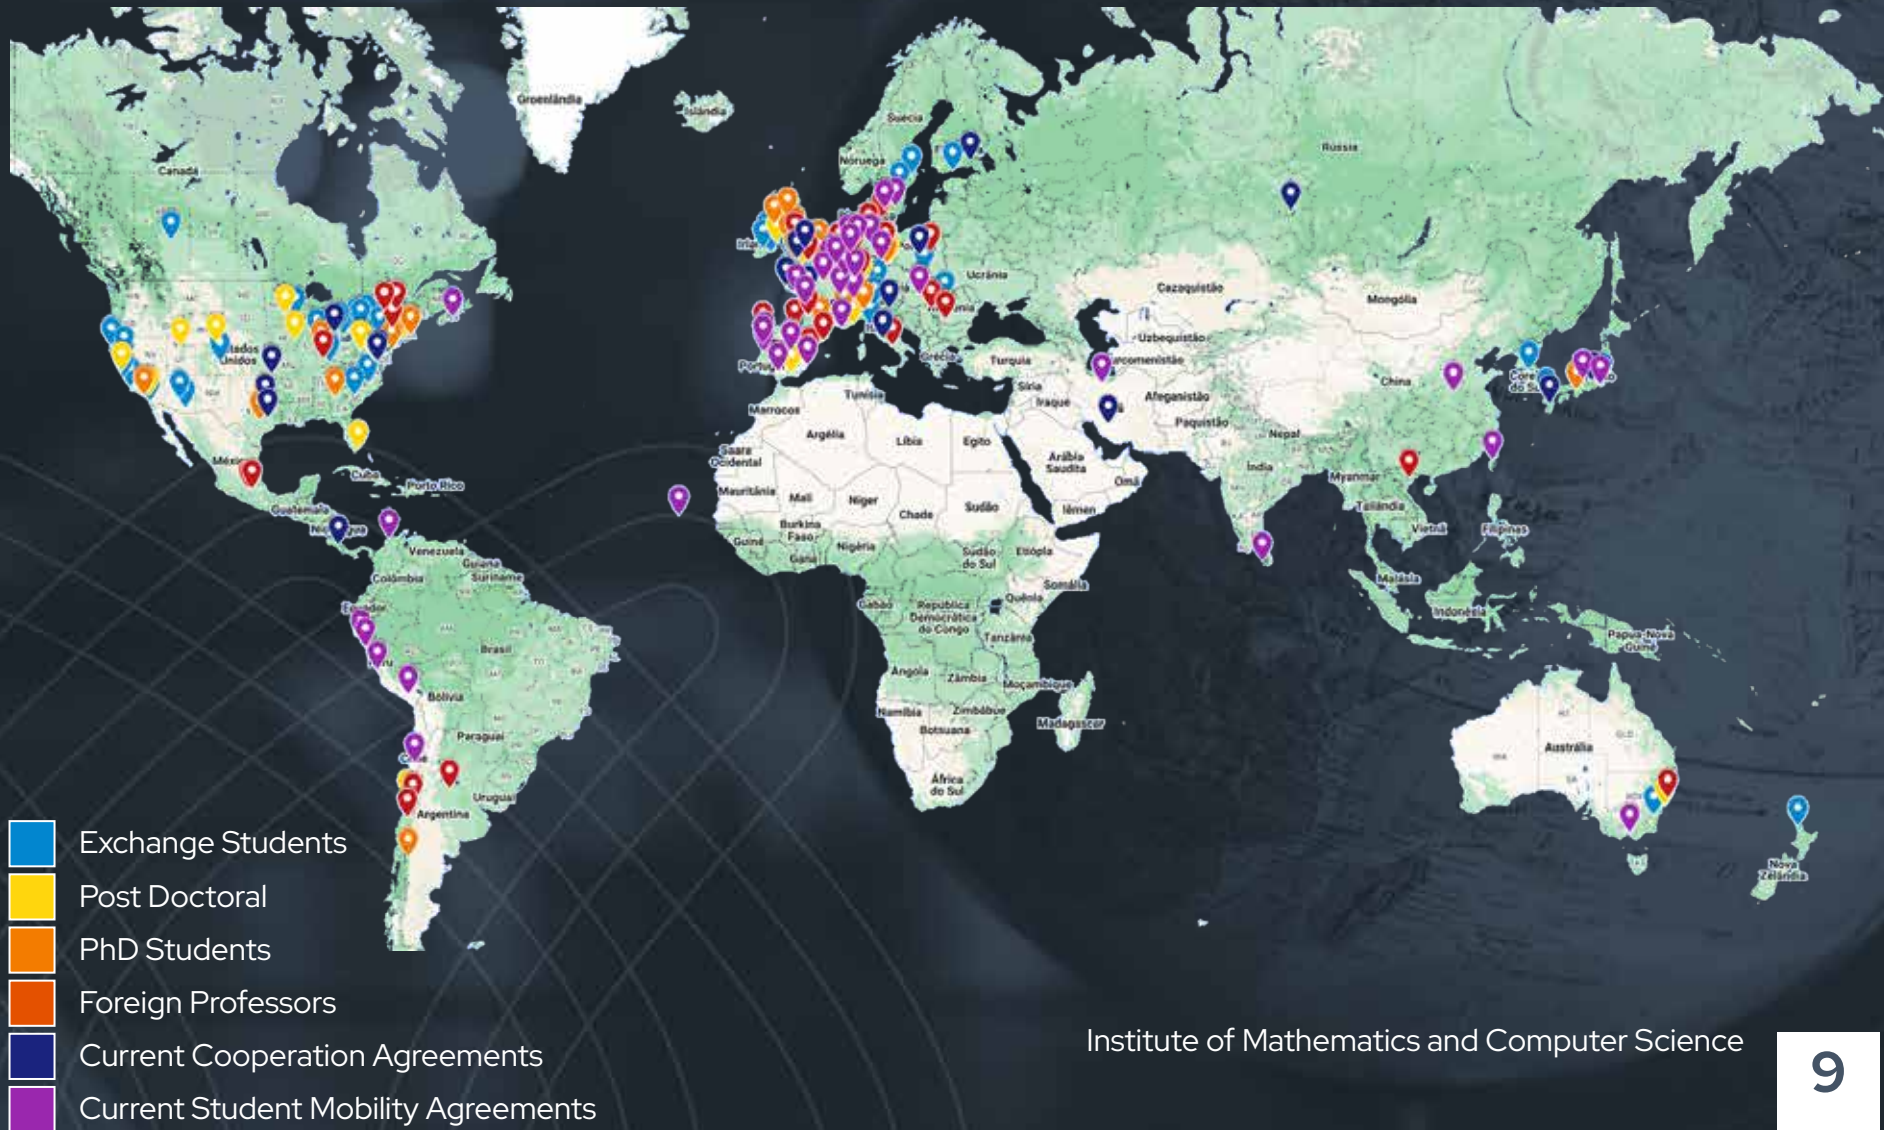 Groenlândia
Islândia
Suécia
Noruega
Rússia
Canadá
Ucrânia
Cazaquistão
Mongólia
Uzbequistão
Grécia
Turquia
China
Síria
Iraque
Afeganistão
Paquistão
Nepal
Tunísia
Marrocos
Argélia
Líbia
Egito
Arábia
Saudita
Omã
Iêmen
Índia
Myanmar
Tailândia
Vietnã
Filipinas
Saara
Ocidental
Mauritânia
Mali
Níger
Chade
Sudão
Burkina
Faso
Guiné
Gana
Nigéria
Sudão
do Sul
Etiópia
Somália
Quênia
Gabão
República
Democrática
do Congo
Tanzânia
Angola
Zâmbia
Moçambique
Namíbia
Zimbábue
Botsuana
Madagascar
África
do Sul
Malásia
Indonésia
Papua-Nova
Guiné
Austrália
Nova
Zelândia
Unidos
Cuba
Porto Rico
Guatemala
Venezuela
Guiana
Suriname
Colômbia
Equador
Brasil
Bolívia
Paraguai
Uruguai
Argentina
Exchange Students
Post Doctoral
PhD Students
Foreign Professors
Current Cooperation Agreements
Current Student Mobility Agreements
Institute of Mathematics and Computer Science
9